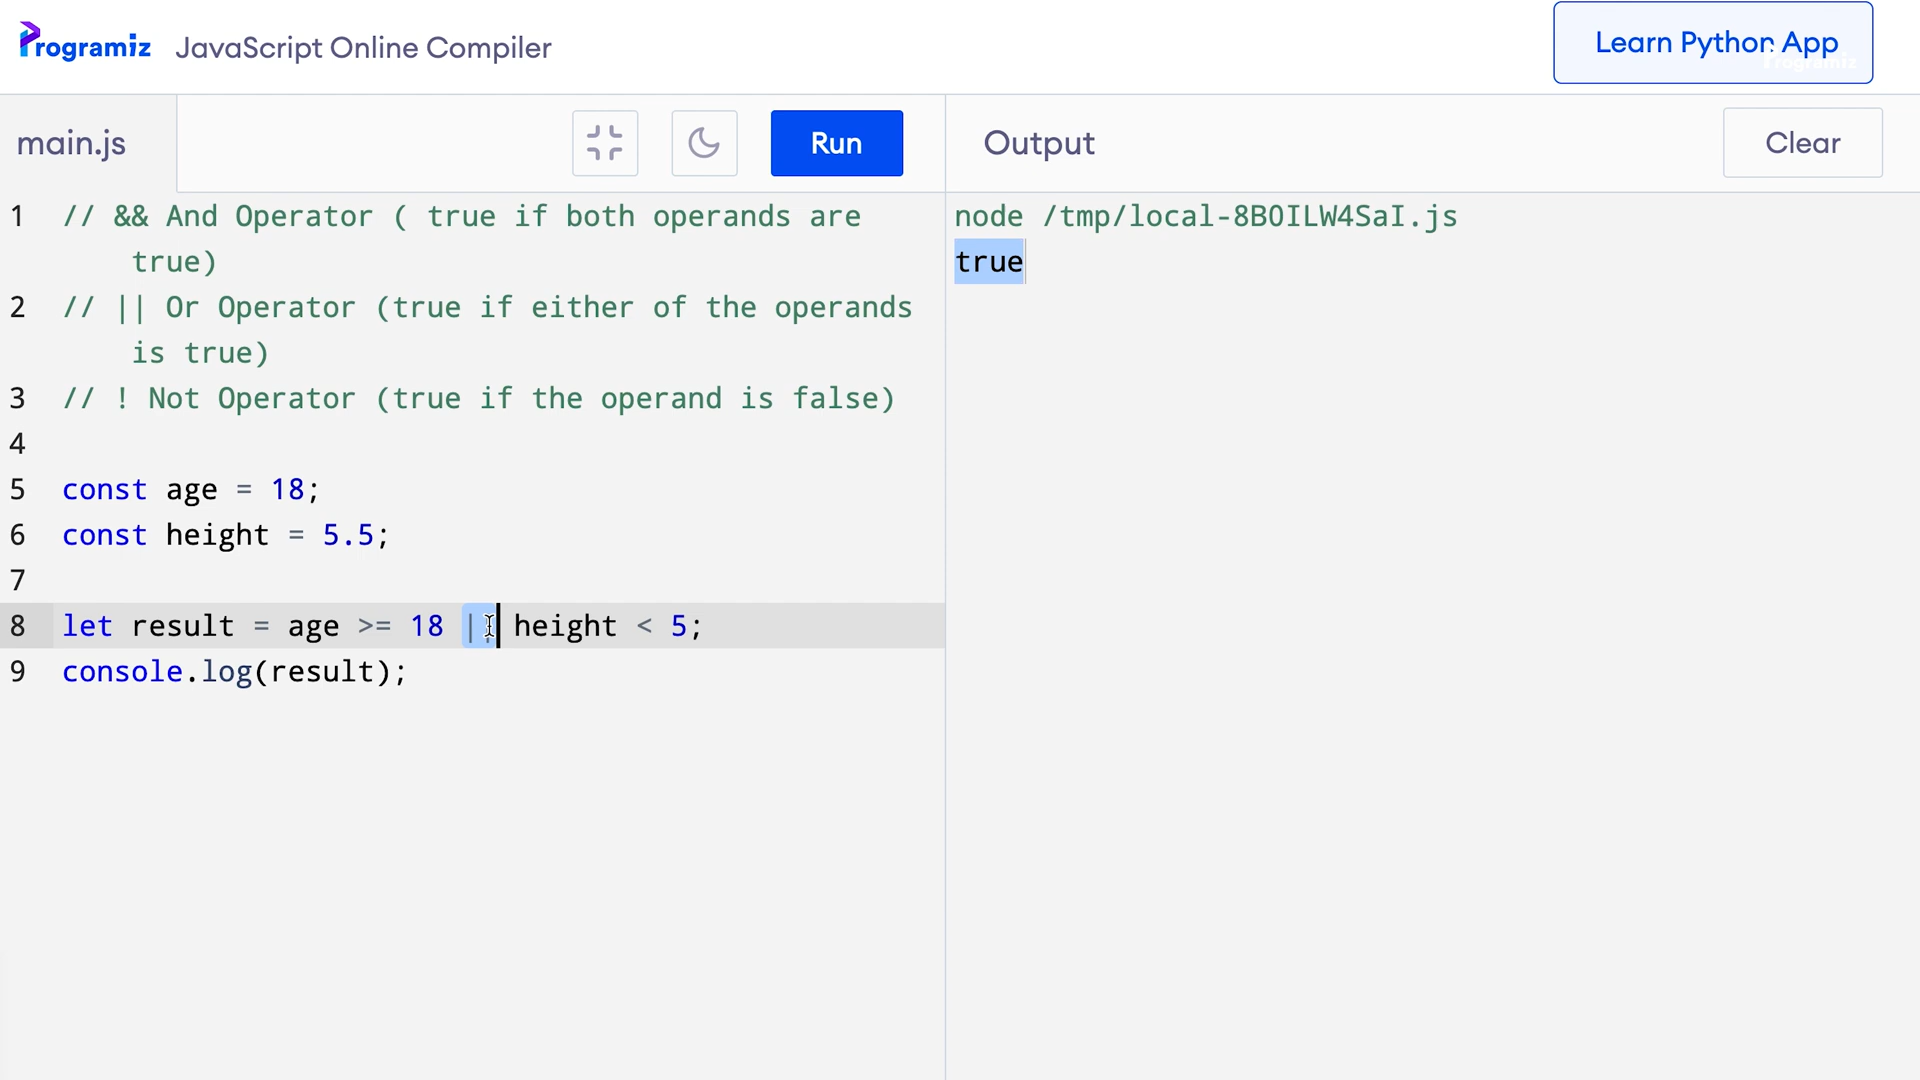 Programiz JavaScript Online Compiler
Learn Python App
Programiz
main.js
Run
Output
Clear
1 // && And Operator ( true if both operands are
true)
2 // || Or Operator (true if either of the operands
is true)
3 // ! Not Operator (true if the operand is false)
4
5 const age = 18;
6 const height = 5.5;
7
8 let result = age >= 18 || height < 5;
9 console.log(result);
node /tmp/local-8BOILW4SaI.js
true